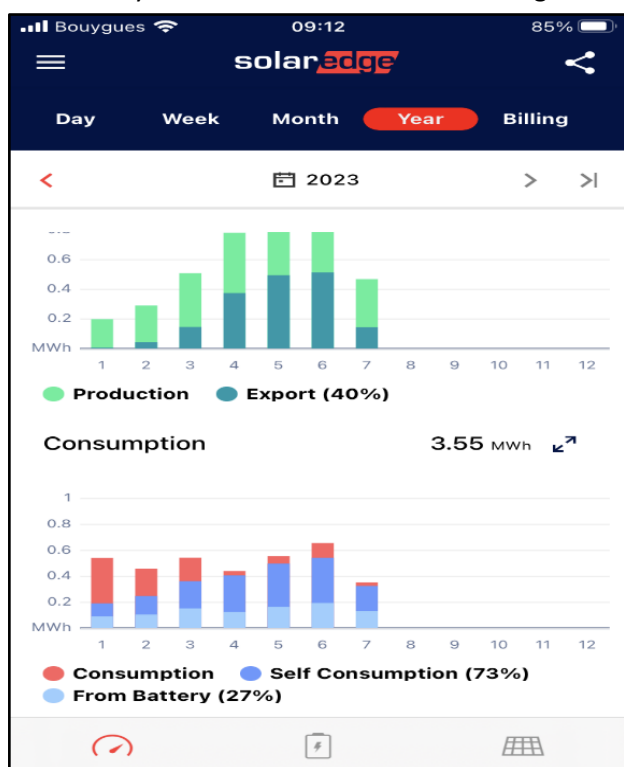 Bouygues 09:12 85%
solaredge
Day Week Month Year Billing
2023
0.6
0.4
0.2
MWh
1 2 3 4 5 6 7 8 9 10 11 12
Production Export (40%)
Consumption 3.55 MWh
1
0.8
0.6
0.4
0.2
MWh
1 2 3 4 5 6 7 8 9 10 11 12
Consumption Self Consumption (73%)
From Battery (27%)